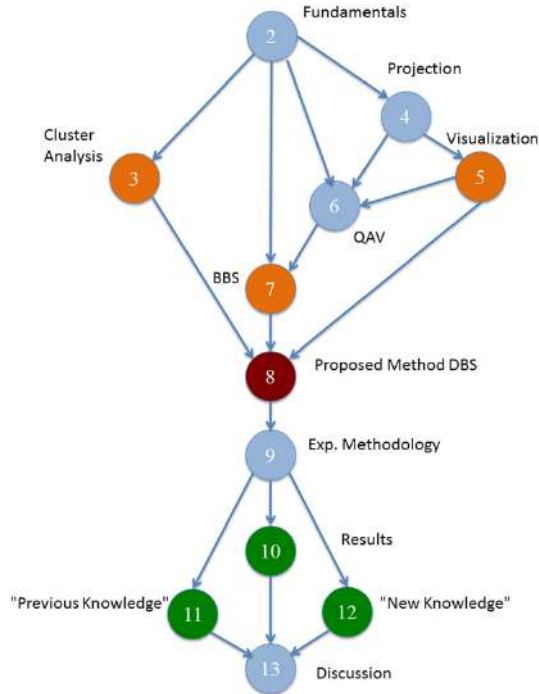 Fundamentals
2
Projection
4
Cluster
Analysis
Visualization
3
5
6
QAV
BBS
7
8
Proposed Method DBS
9
Exp. Methodology
10
Results
"Previous Knowledge"
11
12
"New Knowledge"
13
Discussion